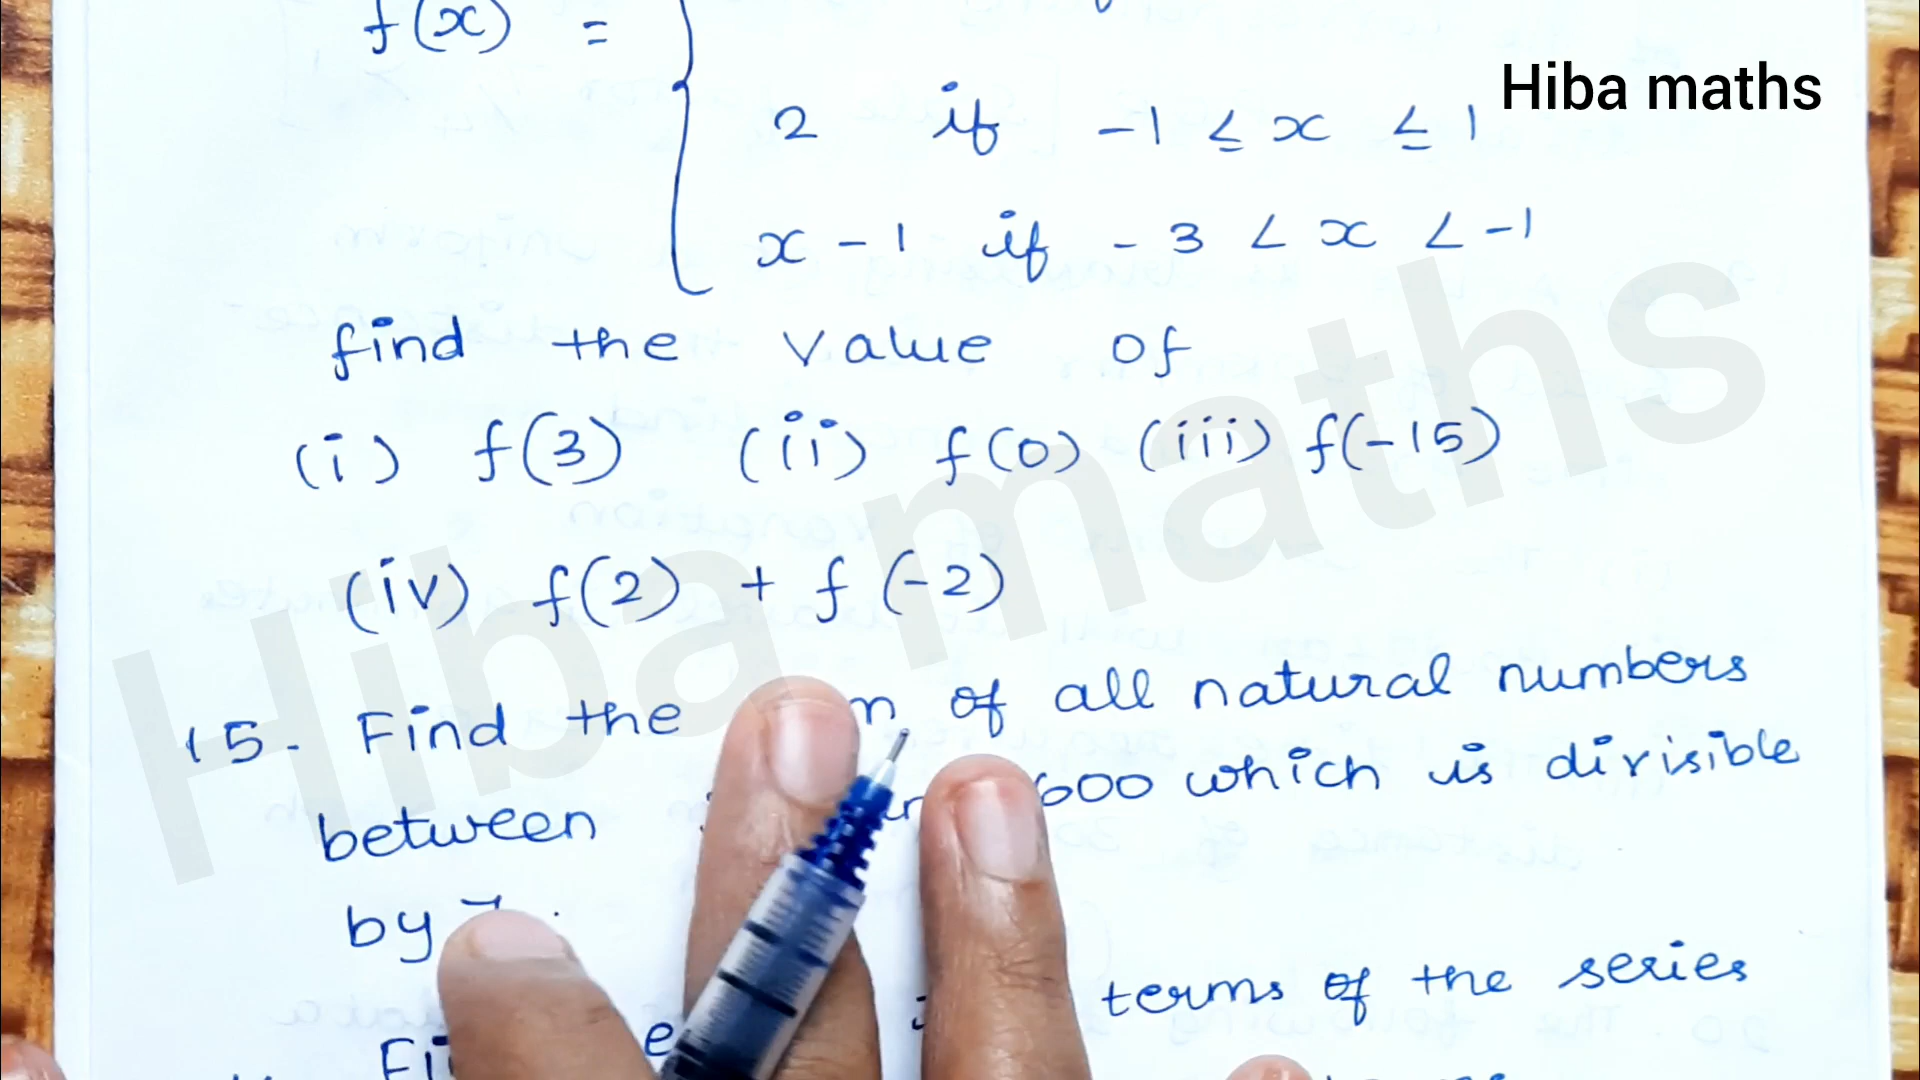 f(x) = {
Hiba maths
2 if -1 ≤ x ≤ 1
x - 1 if - 3 < x < -1
find the value of
(i) f(3) (ii) f(0) (iii) f(-15)
(iv) f(2) + f(-2)
Hiba maths
15. Find the of all natural numbers
between 600 which is divisible
by
terms of the series